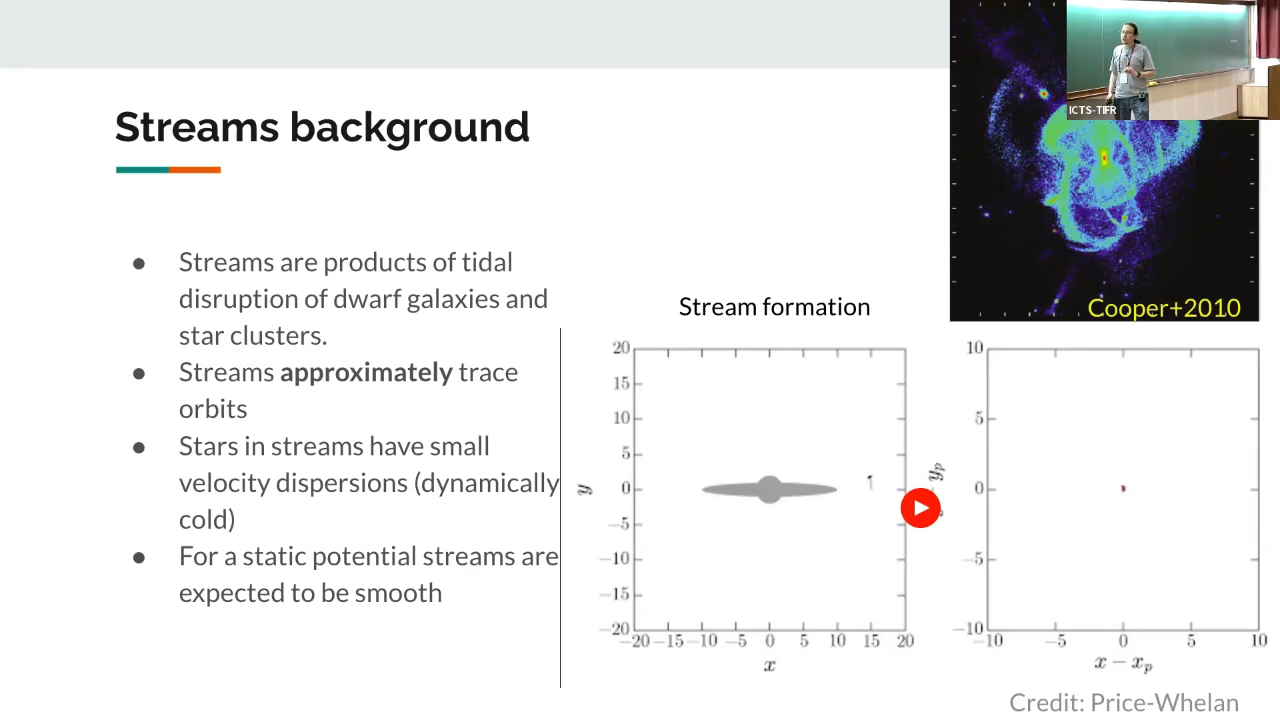 ICTS-TIFR
Streams background
● Streams are products of tidal
disruption of dwarf galaxies and
star clusters.
● Streams approximately trace
orbits
● Stars in streams have small
velocity dispersions (dynamically
cold)
● For a static potential streams are
expected to be smooth
Cooper+2010
Stream formation
20
15
10
5
0
−5
−10
−15
−20
y
−20 −15 −10 −5 0 5 10 15 20
x
10
5
0
−5
−10
y_p
−10 −5 0 5 10
x − x_p
Credit: Price-Whelan